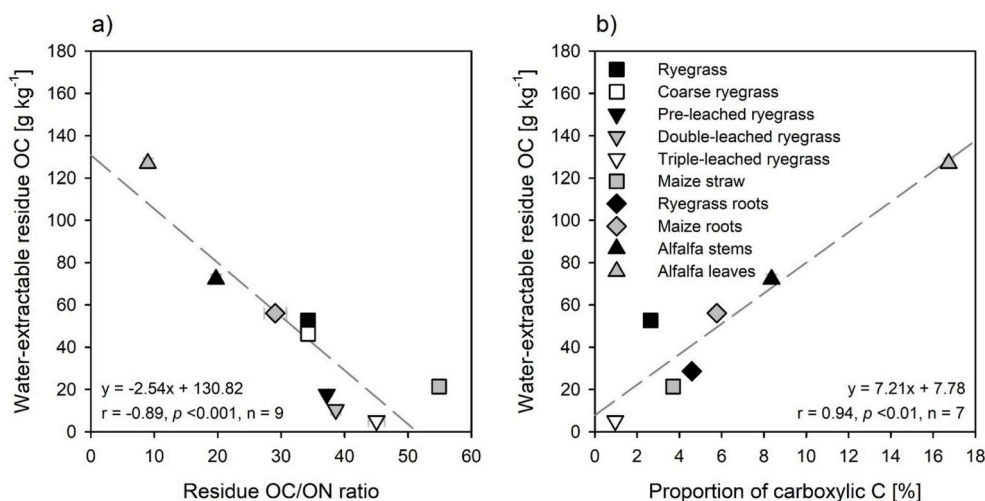 a)
180
160
140
120
100
80
60
40
20
0
Water-extractable residue OC [g kg⁻¹]
y = -2.54x + 130.82
r = -0.89, p <0.001, n = 9
0 10 20 30 40 50 60
Residue OC/ON ratio
b)
180
160
140
120
100
80
60
40
20
0
Water-extractable residue OC [g kg⁻¹]
Ryegrass
Coarse ryegrass
Pre-leached ryegrass
Double-leached ryegrass
Triple-leached ryegrass
Maize straw
Ryegrass roots
Maize roots
Alfalfa stems
Alfalfa leaves
y = 7.21x + 7.78
r = 0.94, p <0.01, n = 7
0 2 4 6 8 10 12 14 16 18
Proportion of carboxylic C [%]